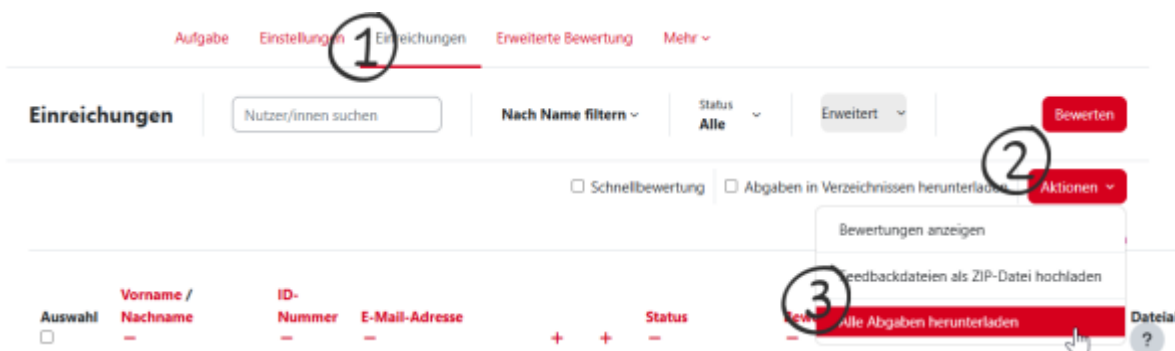 Aufgabe Einstellungen Einreichungen Erweiterte Bewertung Mehr
1
Einreichungen Nutzer/innen suchen Nach Name filtern Status Alle Erweitert Bewerten
2
Schnellbewertung Abgaben in Verzeichnissen herunterladen Aktionen
Bewertungen anzeigen
Feedbackdateien als ZIP-Datei hochladen
3
Alle Abgaben herunterladen
Auswahl Vorname / Nachname ID-Nummer E-Mail-Adresse Status
?